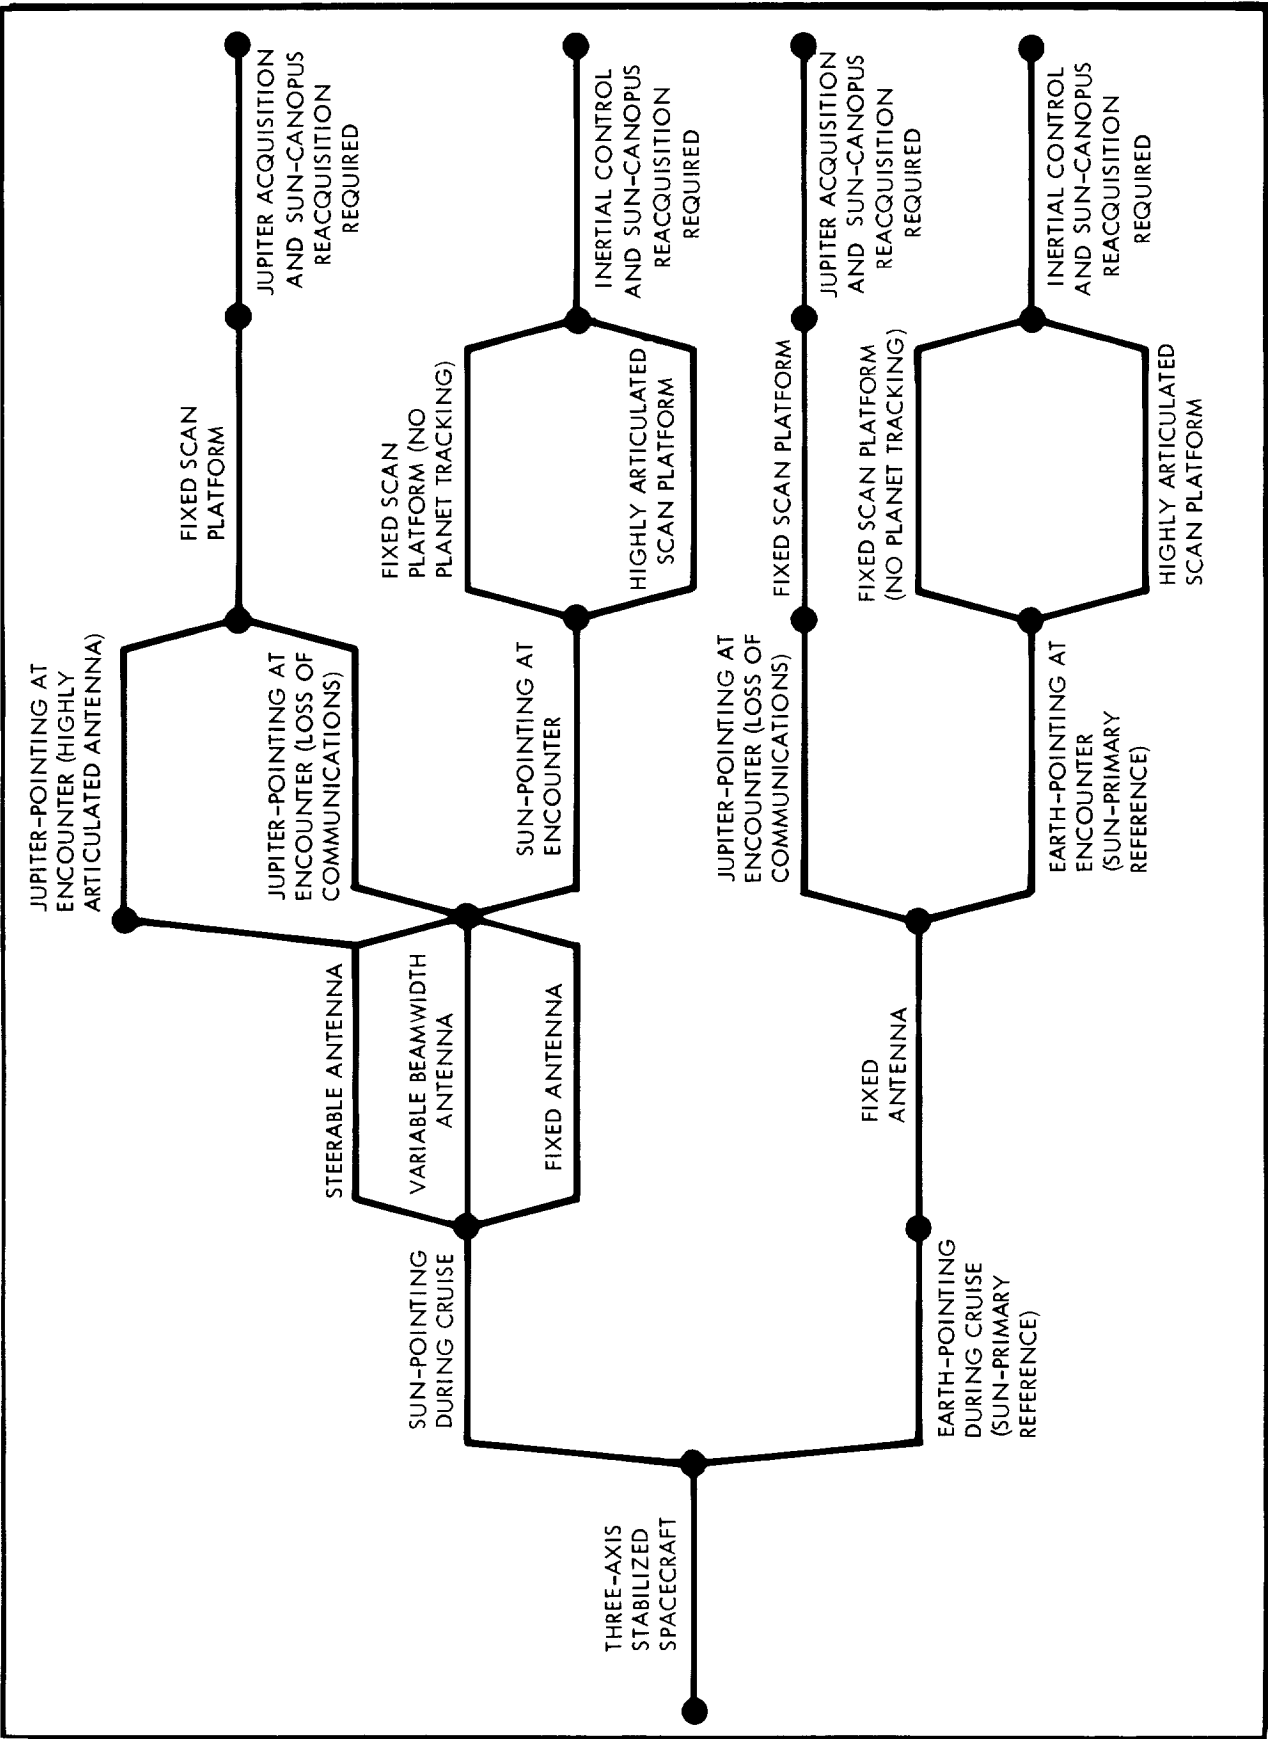 THREE-AXIS
STABILIZED
SPACECRAFT
SUN-POINTING
DURING CRUISE
EARTH-POINTING
DURING CRUISE
(SUN-PRIMARY
REFERENCE)
STEERABLE ANTENNA
VARIABLE BEAMWIDTH
ANTENNA
FIXED ANTENNA
FIXED
ANTENNA
JUPITER-POINTING AT
ENCOUNTER (HIGHLY
ARTICULATED ANTENNA)
JUPITER-POINTING AT
ENCOUNTER (LOSS OF
COMMUNICATIONS)
SUN-POINTING AT
ENCOUNTER
JUPITER-POINTING AT
ENCOUNTER (LOSS OF
COMMUNICATIONS)
EARTH-POINTING AT
ENCOUNTER
(SUN-PRIMARY
REFERENCE)
FIXED SCAN
PLATFORM
FIXED SCAN
PLATFORM (NO
PLANET TRACKING)
HIGHLY ARTICULATED
SCAN PLATFORM
FIXED SCAN PLATFORM
FIXED SCAN PLATFORM
(NO PLANET TRACKING)
HIGHLY ARTICULATED
SCAN PLATFORM
JUPITER ACQUISITION
AND SUN-CANOPUS
REACQUISITION
REQUIRED
INERTIAL CONTROL
AND SUN-CANOPUS
REACQUISITION
REQUIRED
JUPITER ACQUISITION
AND SUN-CANOPUS
REACQUISITION
REQUIRED
INERTIAL CONTROL
AND SUN-CANOPUS
REACQUISITION
REQUIRED